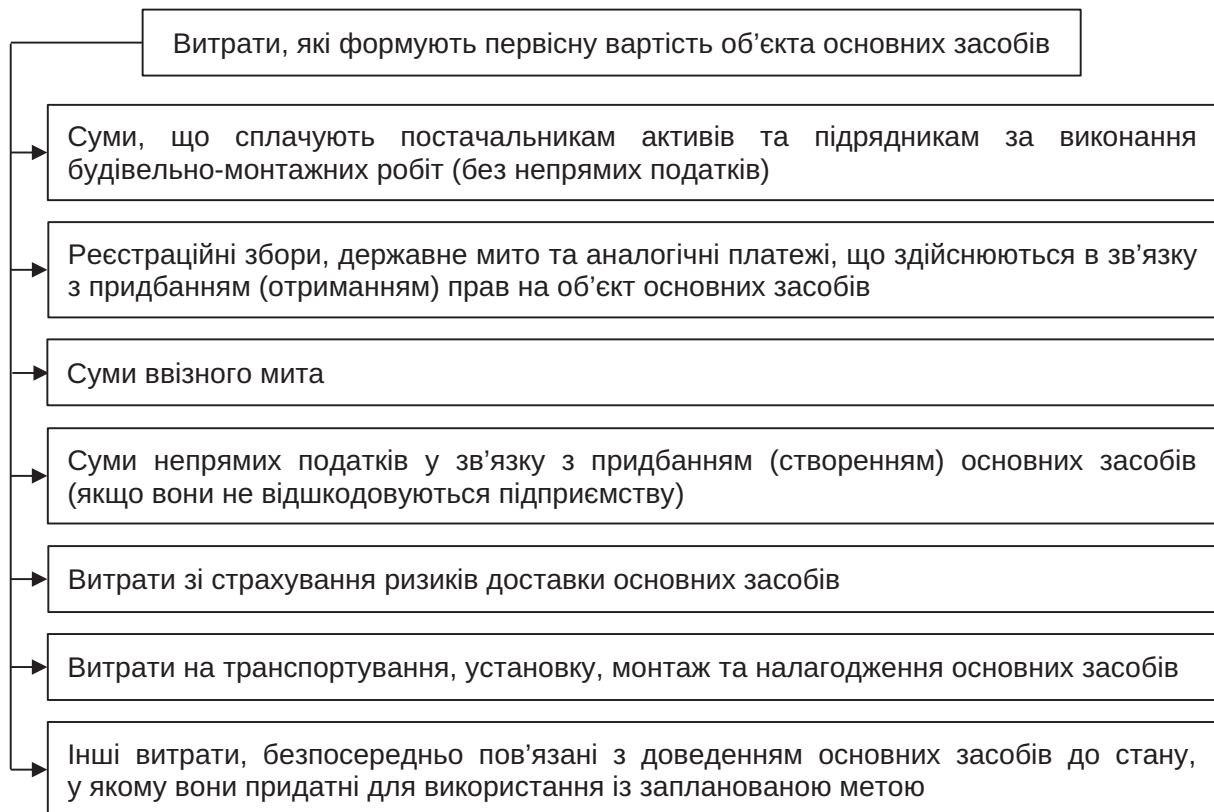 Витрати, які формують первісну вартість об’єкта основних засобів
Суми, що сплачують постачальникам активів та підрядникам за виконання
будівельно-монтажних робіт (без непрямих податків)
Реєстраційні збори, державне мито та аналогічні платежі, що здійснюються в зв’язку
з придбанням (отриманням) прав на об’єкт основних засобів
Суми ввізного мита
Суми непрямих податків у зв’язку з придбанням (створенням) основних засобів
(якщо вони не відшкодовуються підприємству)
Витрати зі страхування ризиків доставки основних засобів
Витрати на транспортування, установку, монтаж та налагодження основних засобів
Інші витрати, безпосередньо пов’язані з доведенням основних засобів до стану,
у якому вони придатні для використання із запланованою метою